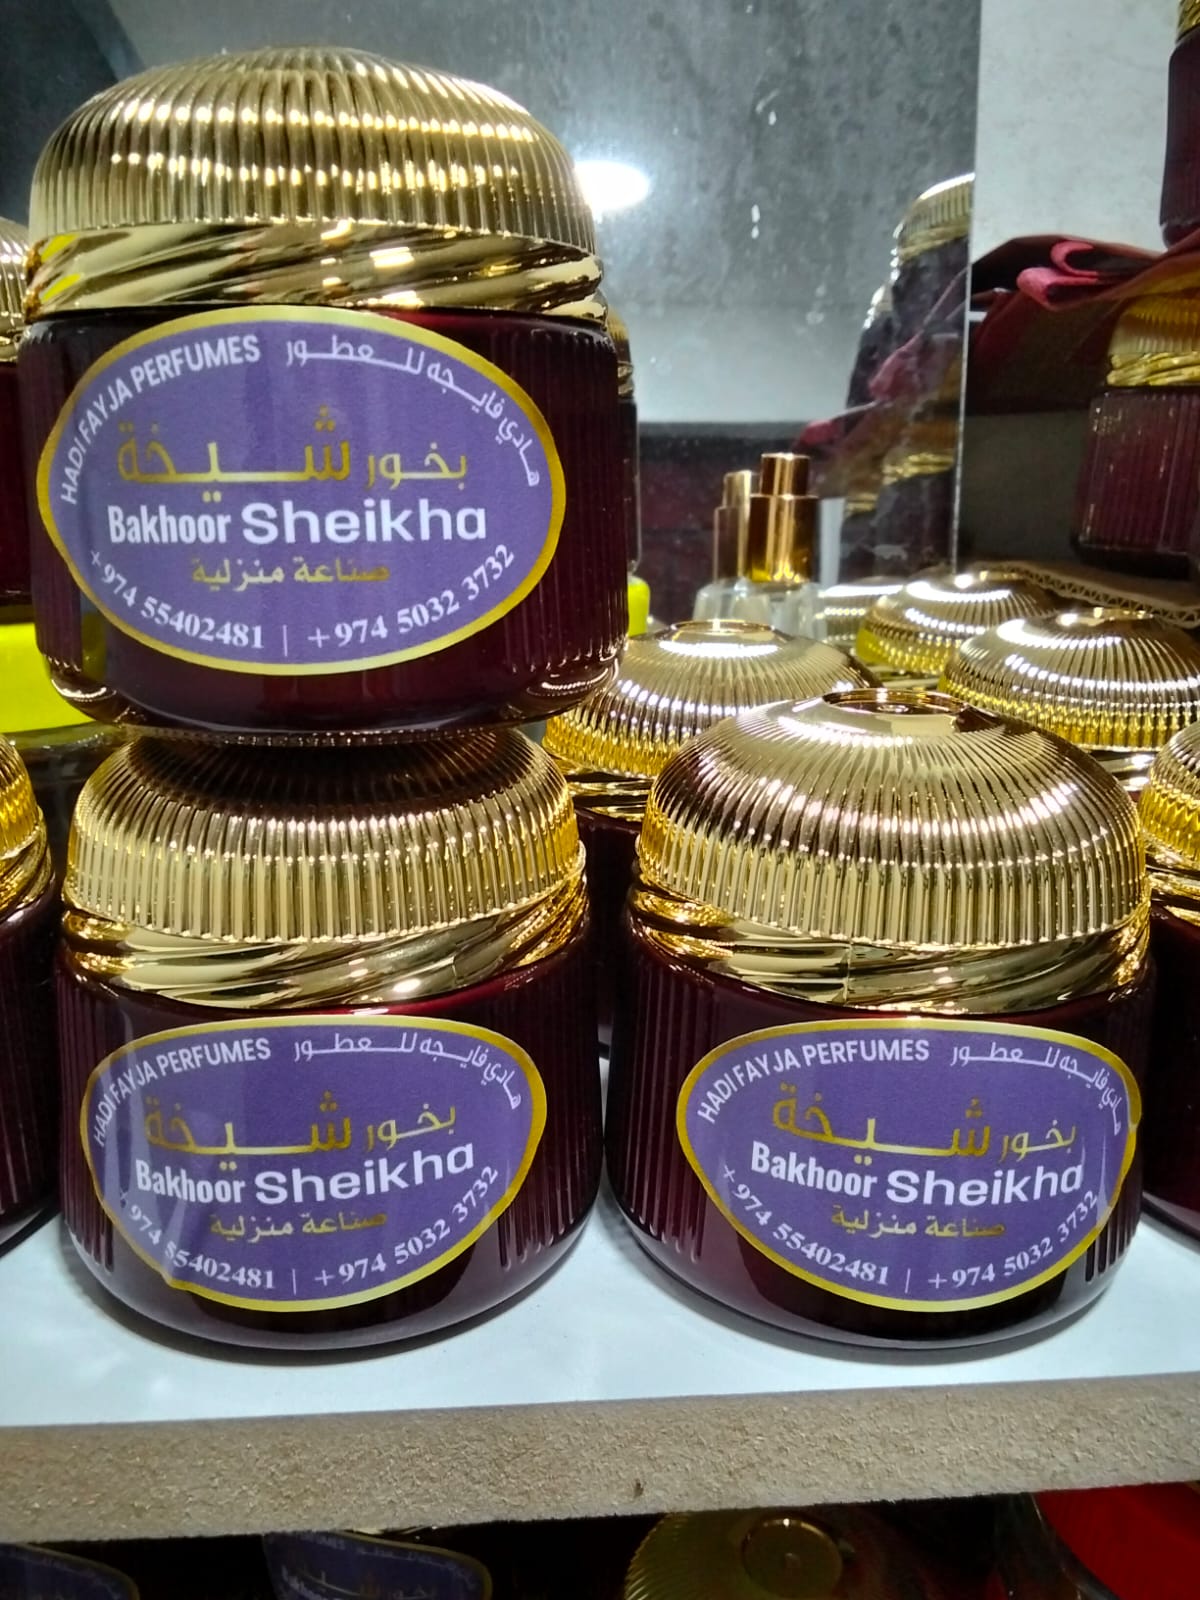 HADI FAYJA PERFUMES هادي فايجه للعطور
بخور شيخة
Bakhoor Sheikha
صناعة منزلية
+974 55402481 | +974 5032 3732
HADI FAYJA PERFUMES هادي فايجه للعطور
بخور شيخة
Bakhoor Sheikha
صناعة منزلية
+974 55402481 | +974 5032 3732
HADI FAYJA PERFUMES هادي فايجه للعطور
بخور شيخة
Bakhoor Sheikha
صناعة منزلية
+974 55402481 | +974 5032 3732